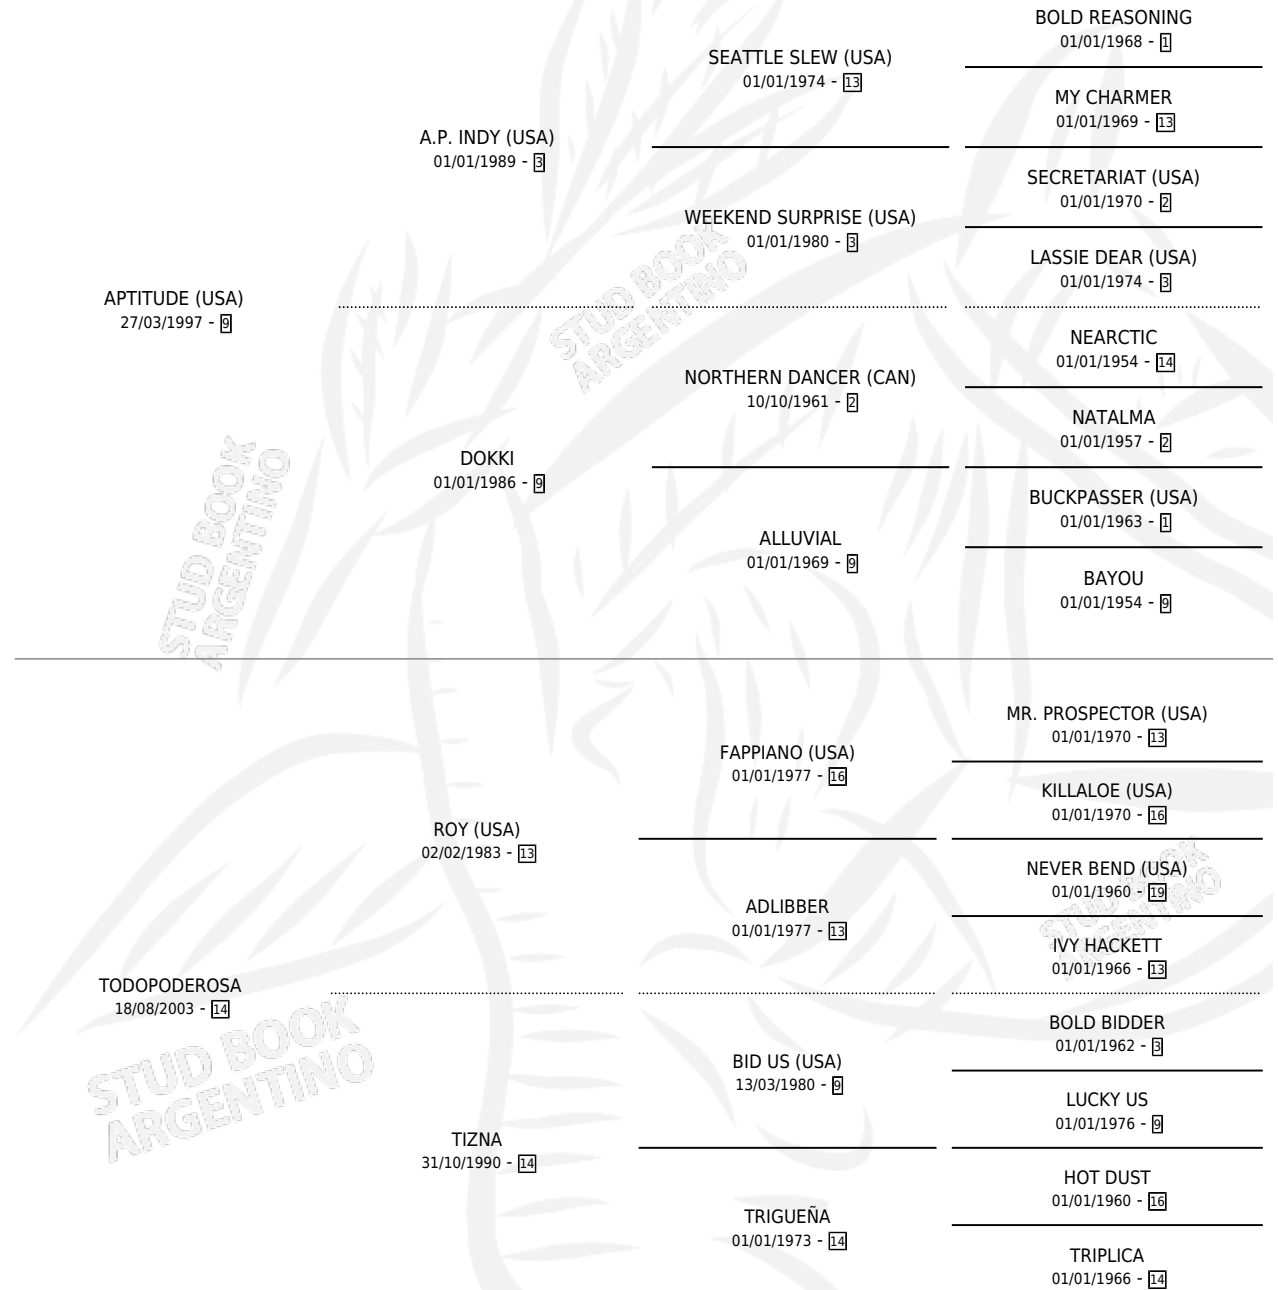 BOLD REASONING
01/01/1968 - 1
SEATTLE SLEW (USA)
01/01/1974 - 13
MY CHARMER
01/01/1969 - 13
A.P. INDY (USA)
01/01/1989 - 3
SECRETARIAT (USA)
01/01/1970 - 2
WEEKEND SURPRISE (USA)
01/01/1980 - 3
LASSIE DEAR (USA)
01/01/1974 - 3
APTITUDE (USA)
27/03/1997 - 9
STUD BOOK
ARGENTINO
NEARCTIC
01/01/1954 - 14
NORTHERN DANCER (CAN)
10/10/1961 - 2
NATALMA
01/01/1957 - 2
DOKKI
01/01/1986 - 9
BUCKPASSER (USA)
01/01/1963 - 1
ALLUVIAL
01/01/1969 - 9
BAYOU
01/01/1954 - 9
STUD BOOK
ARGENTINO
MR. PROSPECTOR (USA)
01/01/1970 - 13
FAPPIANO (USA)
01/01/1977 - 16
KILLALOE (USA)
01/01/1970 - 16
ROY (USA)
02/02/1983 - 13
NEVER BEND (USA)
01/01/1960 - 19
ADLIBBER
01/01/1977 - 13
IVY HACKETT
01/01/1966 - 13
STUD BOOK
ARGENTINO
TODOPODEROSA
18/08/2003 - 14
BOLD BIDDER
01/01/1962 - 3
BID US (USA)
13/03/1980 - 9
LUCKY US
01/01/1976 - 9
STUD BOOK
ARGENTINO
TIZNA
31/10/1990 - 14
HOT DUST
01/01/1960 - 16
TRIGUEÑA
01/01/1973 - 14
TRIPLICA
01/01/1966 - 14